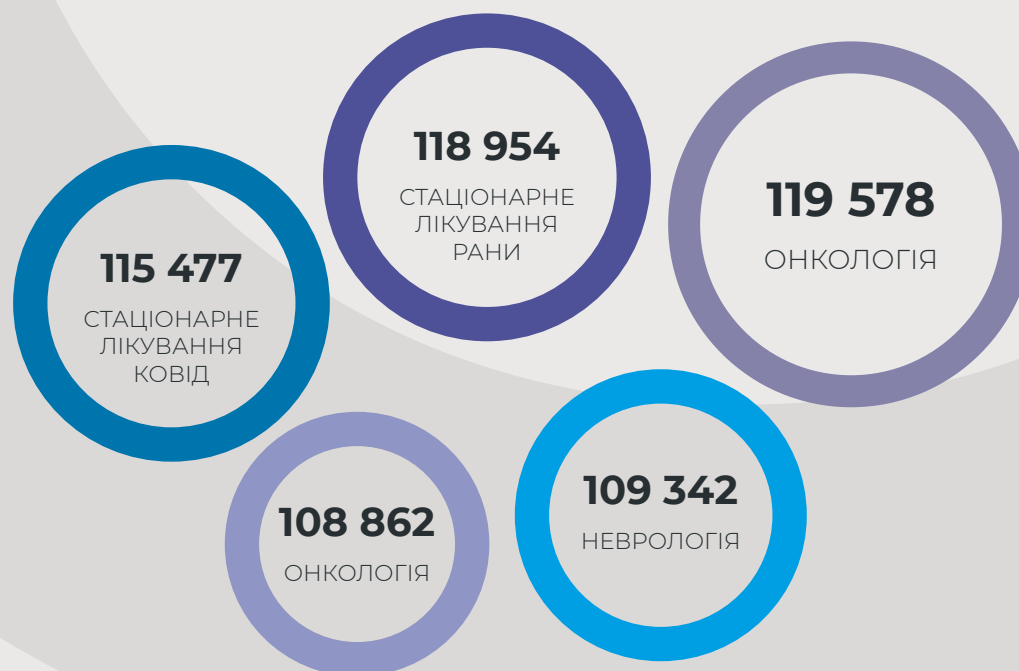 118 954
СТАЦІОНАРНЕ
ЛІКУВАННЯ
РАНИ
119 578
ОНКОЛОГІЯ
115 477
СТАЦІОНАРНЕ
ЛІКУВАННЯ
КОВІД
108 862
ОНКОЛОГІЯ
109 342
НЕВРОЛОГІЯ